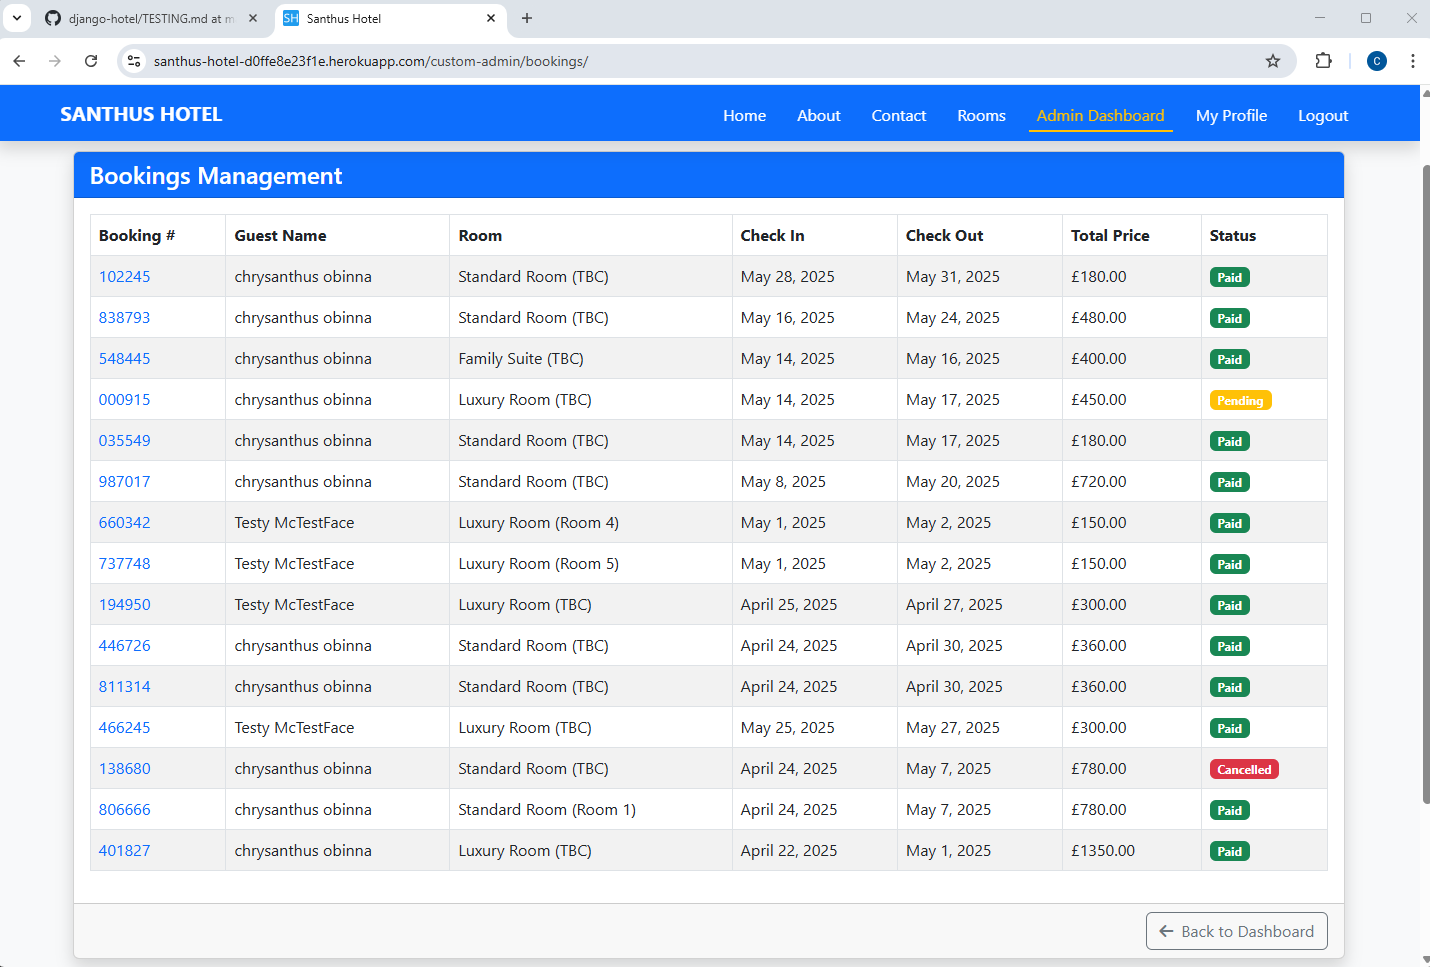 django-hotel/TESTING.md at m
SH Santhus Hotel
santhus-hotel-d0ffe8e23f1e.herokuapp.com/custom-admin/bookings/
C
SANTHUS HOTEL Home About Contact Rooms Admin Dashboard My Profile Logout
Bookings Management
Booking # Guest Name Room Check In Check Out Total Price Status
102245 chrysanthus obinna Standard Room (TBC) May 28, 2025 May 31, 2025 £180.00 Paid
838793 chrysanthus obinna Standard Room (TBC) May 16, 2025 May 24, 2025 £480.00 Paid
548445 chrysanthus obinna Family Suite (TBC) May 14, 2025 May 16, 2025 £400.00 Paid
000915 chrysanthus obinna Luxury Room (TBC) May 14, 2025 May 17, 2025 £450.00 Pending
035549 chrysanthus obinna Standard Room (TBC) May 14, 2025 May 17, 2025 £180.00 Paid
987017 chrysanthus obinna Standard Room (TBC) May 8, 2025 May 20, 2025 £720.00 Paid
660342 Testy McTestFace Luxury Room (Room 4) May 1, 2025 May 2, 2025 £150.00 Paid
737748 Testy McTestFace Luxury Room (Room 5) May 1, 2025 May 2, 2025 £150.00 Paid
194950 Testy McTestFace Luxury Room (TBC) April 25, 2025 April 27, 2025 £300.00 Paid
446726 chrysanthus obinna Standard Room (TBC) April 24, 2025 April 30, 2025 £360.00 Paid
811314 chrysanthus obinna Standard Room (TBC) April 24, 2025 April 30, 2025 £360.00 Paid
466245 Testy McTestFace Luxury Room (TBC) May 25, 2025 May 27, 2025 £300.00 Paid
138680 chrysanthus obinna Standard Room (TBC) April 24, 2025 May 7, 2025 £780.00 Cancelled
806666 chrysanthus obinna Standard Room (Room 1) April 24, 2025 May 7, 2025 £780.00 Paid
401827 chrysanthus obinna Luxury Room (TBC) April 22, 2025 May 1, 2025 £1350.00 Paid
Back to Dashboard